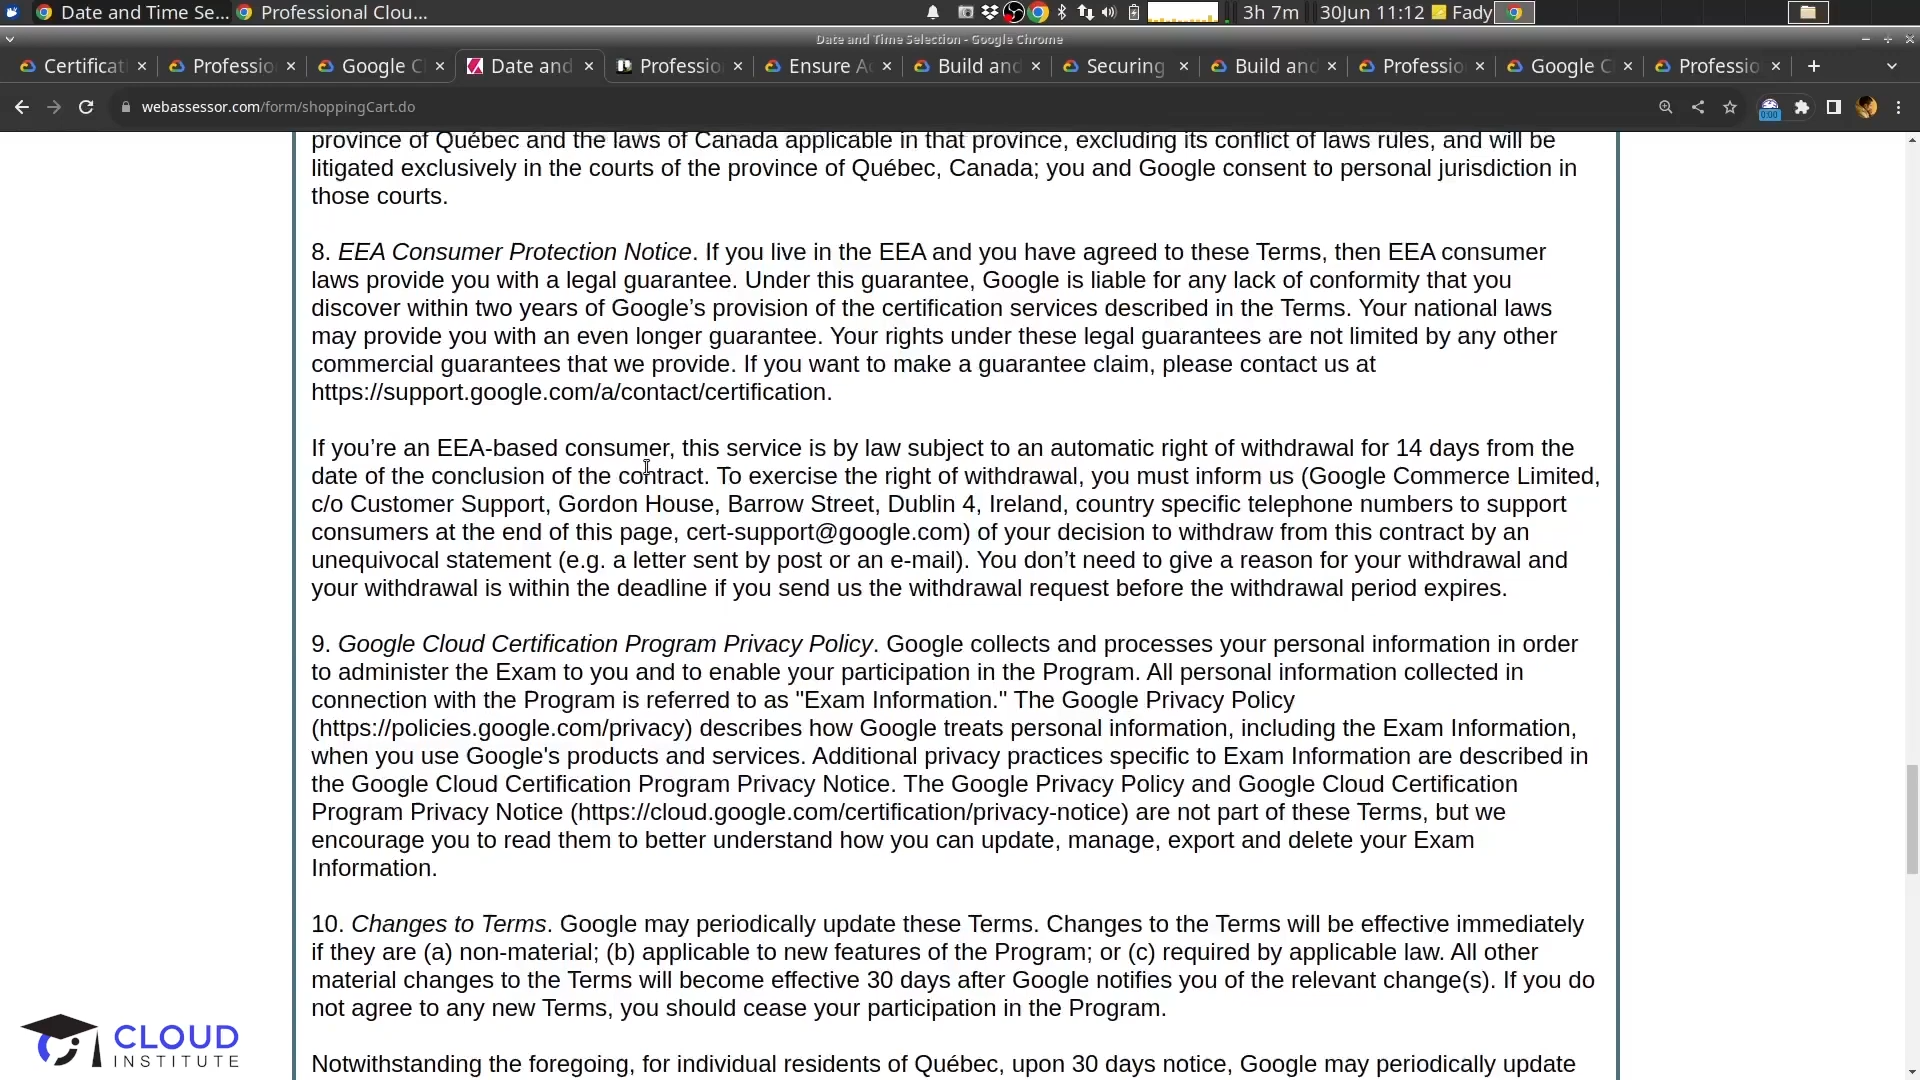 Date and Time Se...
Professional Clou...
3h 7m
30Jun 11:12
Fady
Date and Time Selection - Google Chrome
Certificat
Professio
Google C
Date and
Professio
Ensure A
Build and
Securing
Build and
Professio
Google C
Professio
webassessor.com/form/shoppingCart.do
0:00
province of Québec and the laws of Canada applicable in that province, excluding its conflict of laws rules, and will be
litigated exclusively in the courts of the province of Québec, Canada; you and Google consent to personal jurisdiction in
those courts.
8. EEA Consumer Protection Notice. If you live in the EEA and you have agreed to these Terms, then EEA consumer
laws provide you with a legal guarantee. Under this guarantee, Google is liable for any lack of conformity that you
discover within two years of Google’s provision of the certification services described in the Terms. Your national laws
may provide you with an even longer guarantee. Your rights under these legal guarantees are not limited by any other
commercial guarantees that we provide. If you want to make a guarantee claim, please contact us at
https://support.google.com/a/contact/certification.
If you’re an EEA-based consumer, this service is by law subject to an automatic right of withdrawal for 14 days from the
date of the conclusion of the contract. To exercise the right of withdrawal, you must inform us (Google Commerce Limited,
c/o Customer Support, Gordon House, Barrow Street, Dublin 4, Ireland, country specific telephone numbers to support
consumers at the end of this page, cert-support@google.com) of your decision to withdraw from this contract by an
unequivocal statement (e.g. a letter sent by post or an e-mail). You don’t need to give a reason for your withdrawal and
your withdrawal is within the deadline if you send us the withdrawal request before the withdrawal period expires.
9. Google Cloud Certification Program Privacy Policy. Google collects and processes your personal information in order
to administer the Exam to you and to enable your participation in the Program. All personal information collected in
connection with the Program is referred to as "Exam Information." The Google Privacy Policy
(https://policies.google.com/privacy) describes how Google treats personal information, including the Exam Information,
when you use Google's products and services. Additional privacy practices specific to Exam Information are described in
the Google Cloud Certification Program Privacy Notice. The Google Privacy Policy and Google Cloud Certification
Program Privacy Notice (https://cloud.google.com/certification/privacy-notice) are not part of these Terms, but we
encourage you to read them to better understand how you can update, manage, export and delete your Exam
Information.
10. Changes to Terms. Google may periodically update these Terms. Changes to the Terms will be effective immediately
if they are (a) non-material; (b) applicable to new features of the Program; or (c) required by applicable law. All other
material changes to the Terms will become effective 30 days after Google notifies you of the relevant change(s). If you do
not agree to any new Terms, you should cease your participation in the Program.
Notwithstanding the foregoing, for individual residents of Québec, upon 30 days notice, Google may periodically update
CLOUD
INSTITUTE